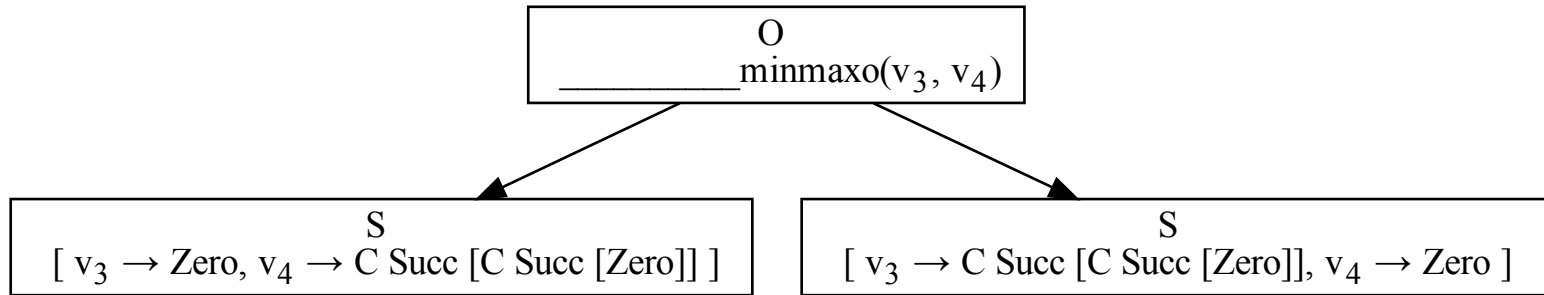 O
__________minmaxo(v₃, v₄)
S
[ v₃ → Zero, v₄ → C Succ [C Succ [Zero]] ]
S
[ v₃ → C Succ [C Succ [Zero]], v₄ → Zero ]